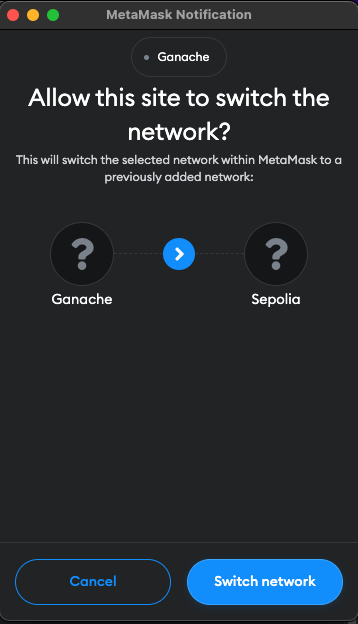 MetaMask Notification
Ganache
Allow this site to switch the
network?
This will switch the selected network within MetaMask to a
previously added network:
? ?
Ganache Sepolia
Cancel Switch network